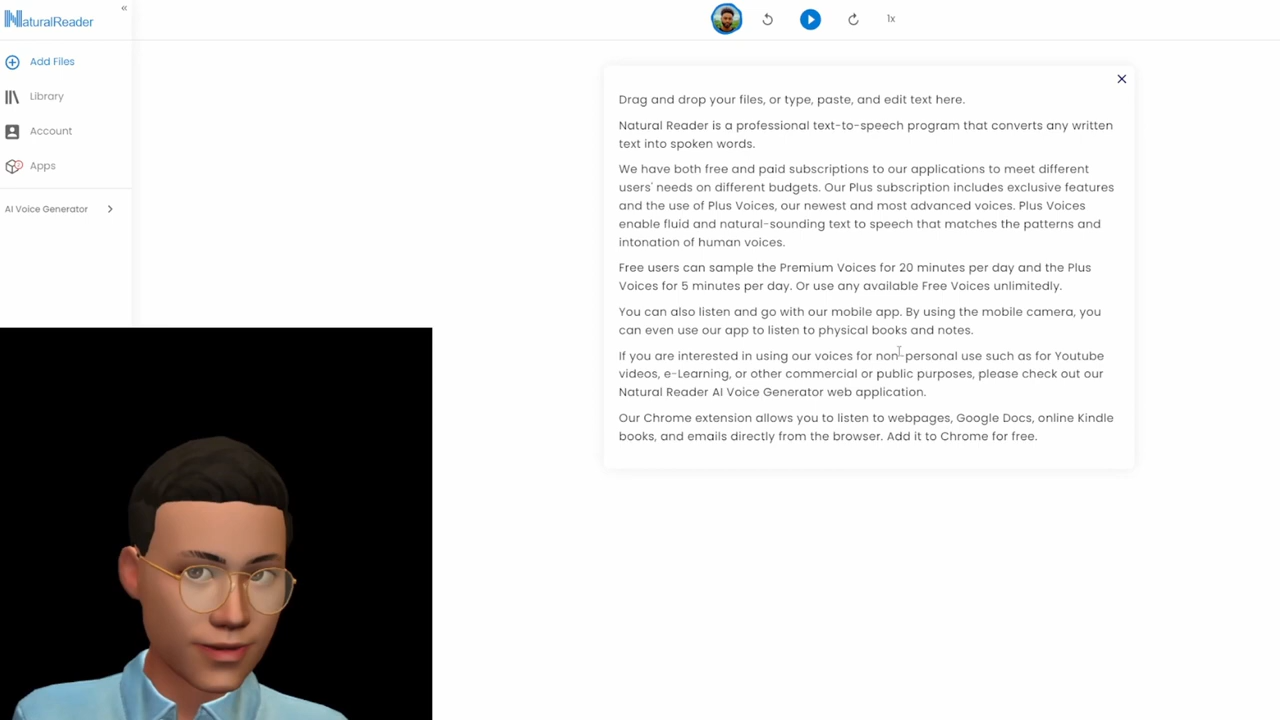 NaturalReader
«
1x
Add Files
Library
Account
Apps
AI Voice Generator
Drag and drop your files, or type, paste, and edit text here.
Natural Reader is a professional text-to-speech program that converts any written
text into spoken words.
We have both free and paid subscriptions to our applications to meet different
users' needs on different budgets. Our Plus subscription includes exclusive features
and the use of Plus Voices, our newest and most advanced voices. Plus Voices
enable fluid and natural-sounding text to speech that matches the patterns and
intonation of human voices.
Free users can sample the Premium Voices for 20 minutes per day and the Plus
Voices for 5 minutes per day. Or use any available Free Voices unlimitedly.
You can also listen and go with our mobile app. By using the mobile camera, you
can even use our app to listen to physical books and notes.
If you are interested in using our voices for non-personal use such as for Youtube
videos, e-Learning, or other commercial or public purposes, please check out our
Natural Reader AI Voice Generator web application.
Our Chrome extension allows you to listen to webpages, Google Docs, online Kindle
books, and emails directly from the browser. Add it to Chrome for free.